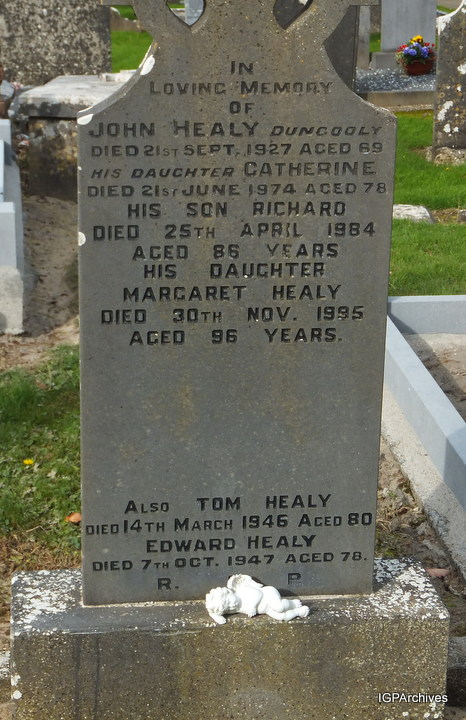 IN
LOVING MEMORY
OF
JOHN HEALY DUNGOOLY
DIED 21ST SEPT, 1927 AGED 69
HIS DAUGHTER CATHERINE
DIED 21ST JUNE 1974 AGED 78
HIS SON RICHARD
DIED 25TH APRIL 1984
AGED 86 YEARS
HIS DAUGHTER
MARGARET HEALY
DIED 30TH NOV. 1995
AGED 96 YEARS.
ALSO TOM HEALY
DIED 14TH MARCH 1946 AGED 80
EDWARD HEALY
DIED 7TH OCT. 1947 AGED 78.
R. P
IGPArchives